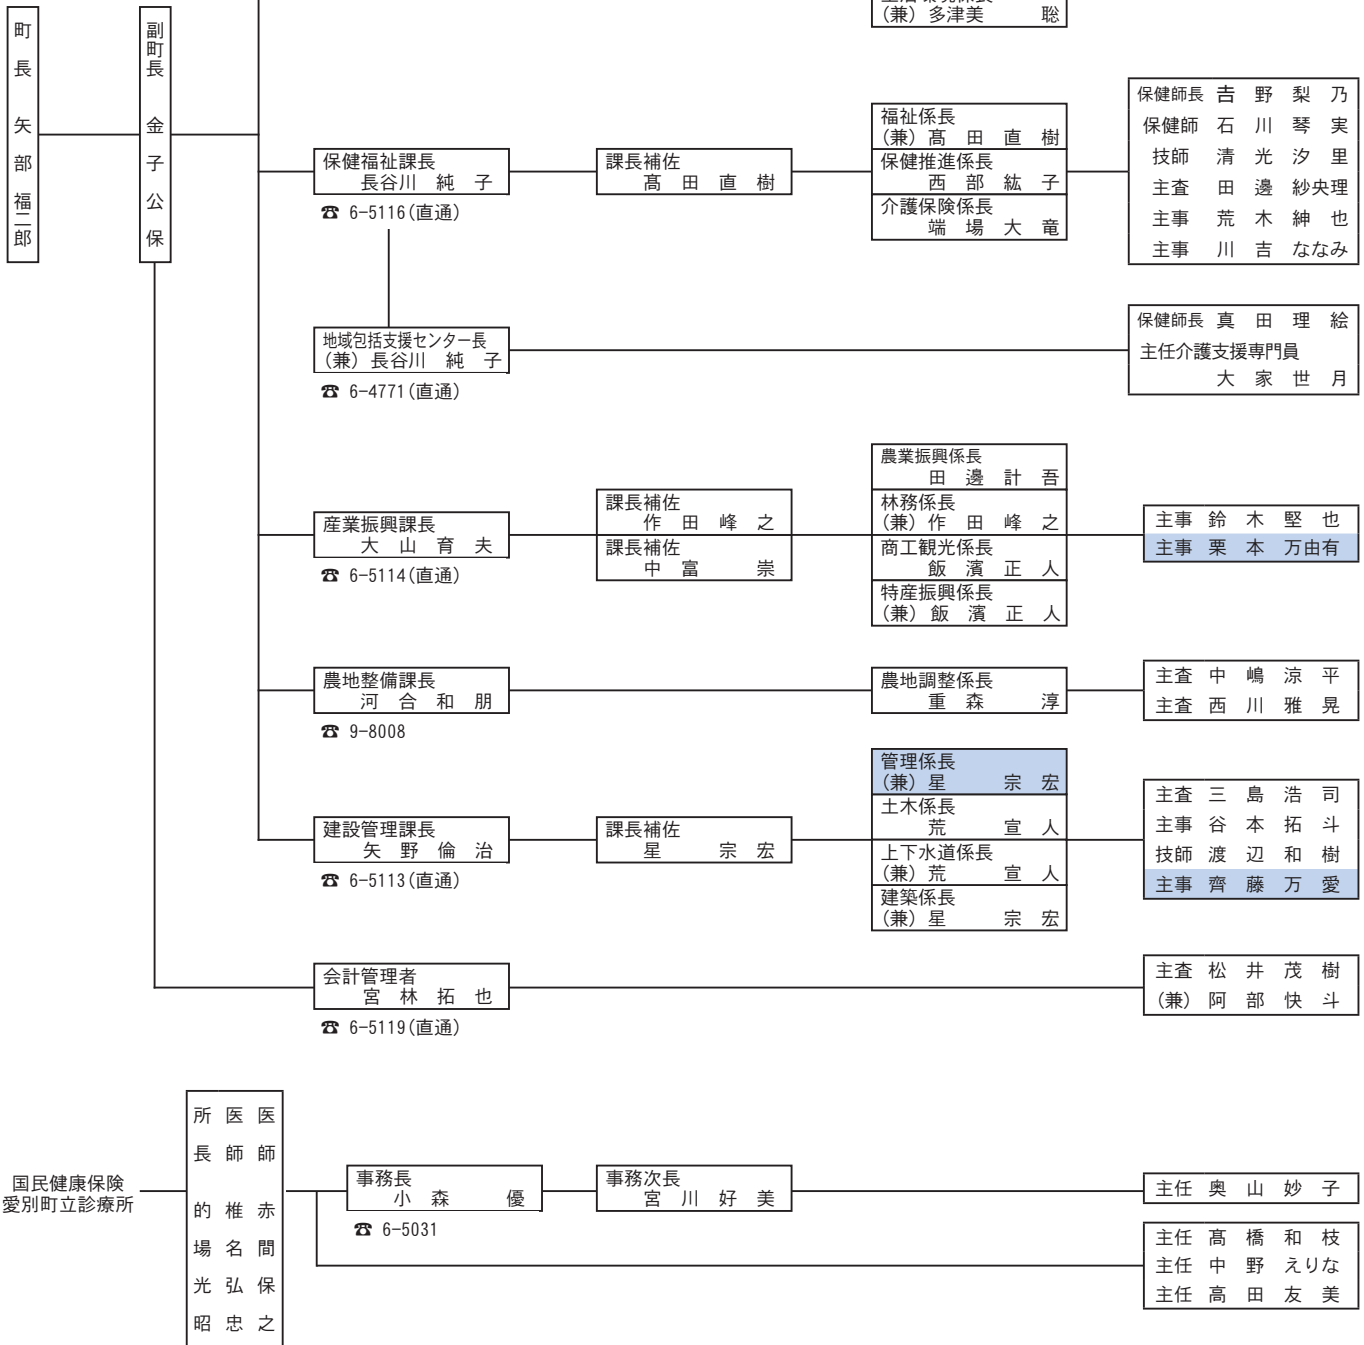 (兼) 多津美 聡
町長 矢部福二郎
副町長 金子公保
保健福祉課長
長谷川 純子
☎ 6-5116(直通)
課長補佐
髙田直樹
福祉係長
(兼) 髙田直樹
保健推進係長
西部紘子
介護保険係長
端場大竜
保健師長 𠮷野梨乃
保健師 石川琴実
技師 清光汐里
主査 田邊紗央理
主事 荒木紳也
主事 川吉ななみ
地域包括支援センター長
(兼) 長谷川 純子
☎ 6-4771(直通)
保健師長 真田理絵
主任介護支援専門員
大家世月
産業振興課長
大山育夫
☎ 6-5114(直通)
課長補佐
作田峰之
課長補佐
中富 崇
農業振興係長
田邊計吾
林務係長
(兼) 作田峰之
商工観光係長
飯濱正人
特産振興係長
(兼) 飯濱正人
主事 鈴木堅也
主事 栗本万由有
農地整備課長
河合和朋
☎ 9-8008
農地調整係長
重森 淳
主査 中嶋涼平
主査 西川雅晃
建設管理課長
矢野倫治
☎ 6-5113(直通)
課長補佐
星 宗宏
管理係長
(兼) 星 宗宏
土木係長
荒 宣人
上下水道係長
(兼) 荒 宣人
建築係長
(兼) 星 宗宏
主査 三島浩司
主事 谷本拓斗
技師 渡辺和樹
主事 齊藤万愛
会計管理者
宮林拓也
☎ 6-5119(直通)
主査 松井茂樹
(兼) 阿部快斗
国民健康保険
愛別町立診療所
医師 赤間保之
医師 椎名弘忠
所長 的場光昭
事務長
小森 優
☎ 6-5031
事務次長
宮川好美
主任 奥山妙子
主任 髙橋和枝
主任 中野えりな
主任 高田友美